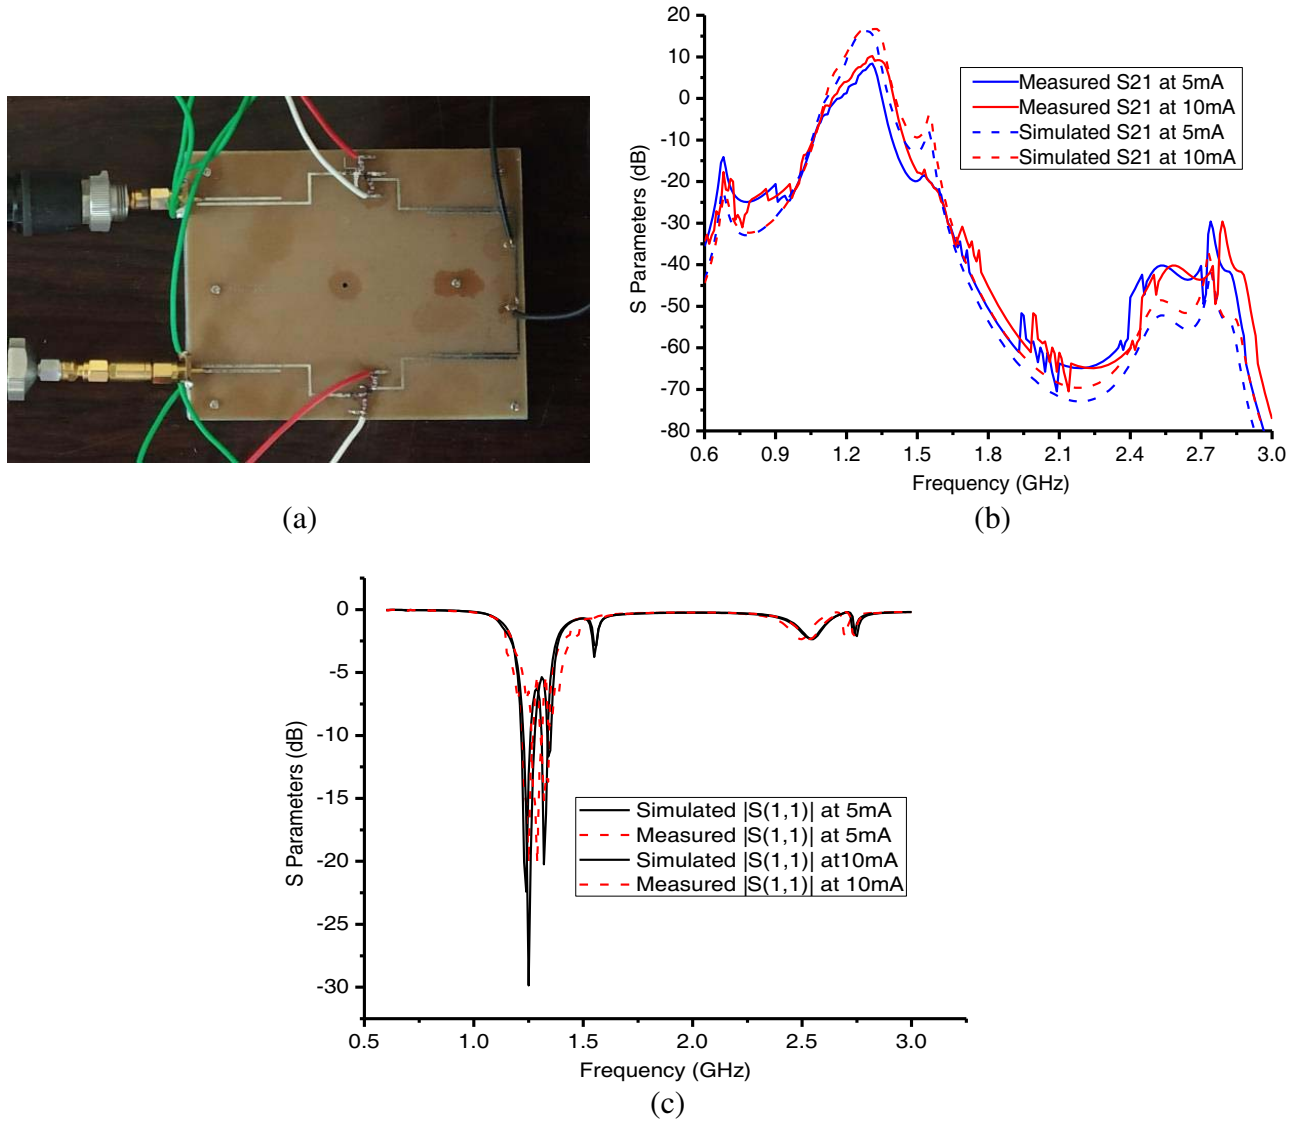 20
10
0
-10
-20
-30
-40
-50
-60
-70
-80
S Parameters (dB)
Measured S21 at 5mA
Measured S21 at 10mA
Simulated S21 at 5mA
Simulated S21 at 10mA
0.6 0.9 1.2 1.5 1.8 2.1 2.4 2.7 3.0
Frequency (GHz)
(a)
(b)
0
-5
-10
-15
-20
-25
-30
S Parameters (dB)
Simulated |S(1,1)| at 5mA
Measured |S(1,1)| at 5mA
Simulated |S(1,1)| at10mA
Measured |S(1,1)| at 10mA
0.5 1.0 1.5 2.0 2.5 3.0
Frequency (GHz)
(c)